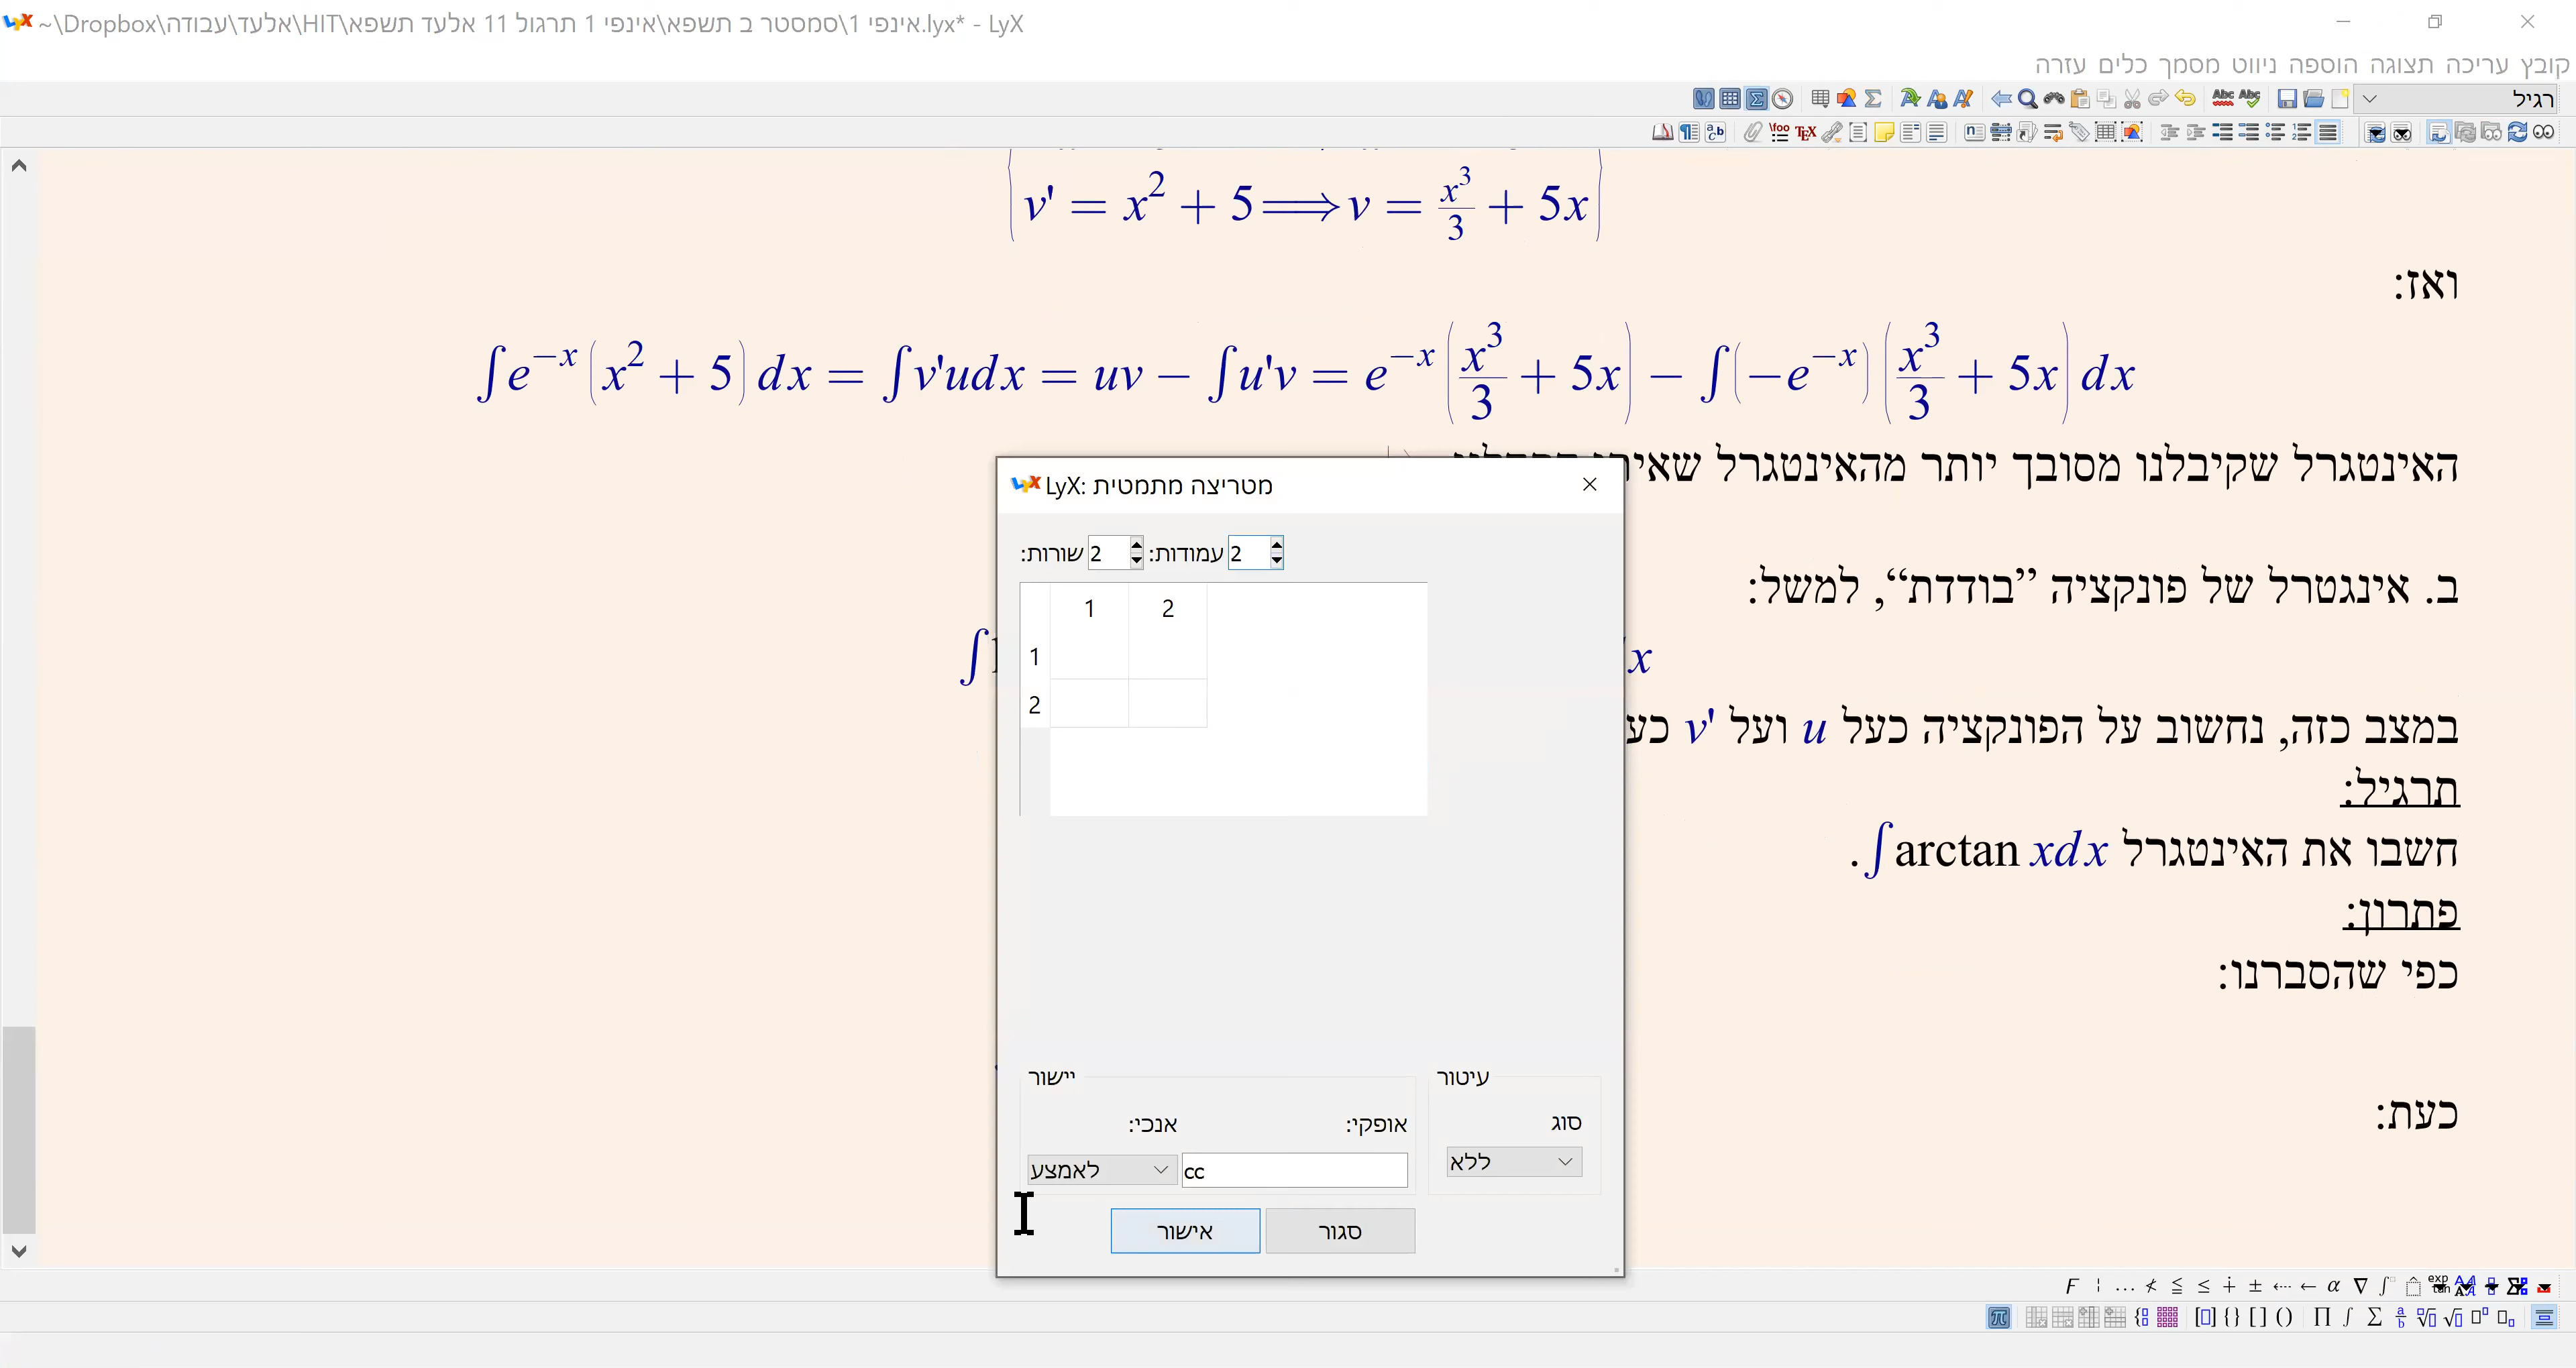 ~\Dropbox\אלעד\עבודה\HIT\אינפי 1\סמסטר ב תשפא\אינפי 1 תרגול 11 אלעד תשפא.lyx* - LyX
קובץ עריכה תצוגה הוספה ניווט מסמך כלים עזרה
רגיל
v' = x^2 + 5 ⟹ v = x^3/3 + 5x
ואז:
∫e^{-x}(x^2 + 5)dx = ∫v'udx = uv − ∫u'v = e^{-x}(x^3/3 + 5x) − ∫(−e^{-x})(x^3/3 + 5x)dx
האינטגרל שקיבלנו מסובך יותר מהאינטגרל
ב. אינגטרל של פונקציה ”בודדת“, למשל:
∫
x
במצב כזה, נחשוב על הפונקציה כעל u ועל v'
תרגיל:
חשבו את האינטגרל ∫arctan xdx.
פתרון:
כפי שהסברנו:
כעת:
LyX: מטריצה מתמטית
שורות: 2 עמודות: 2
1 2
1
2
יישור
עיטור
אנכי:
אופקי:
סוג
לאמצע
cc
ללא
אישור
סגור